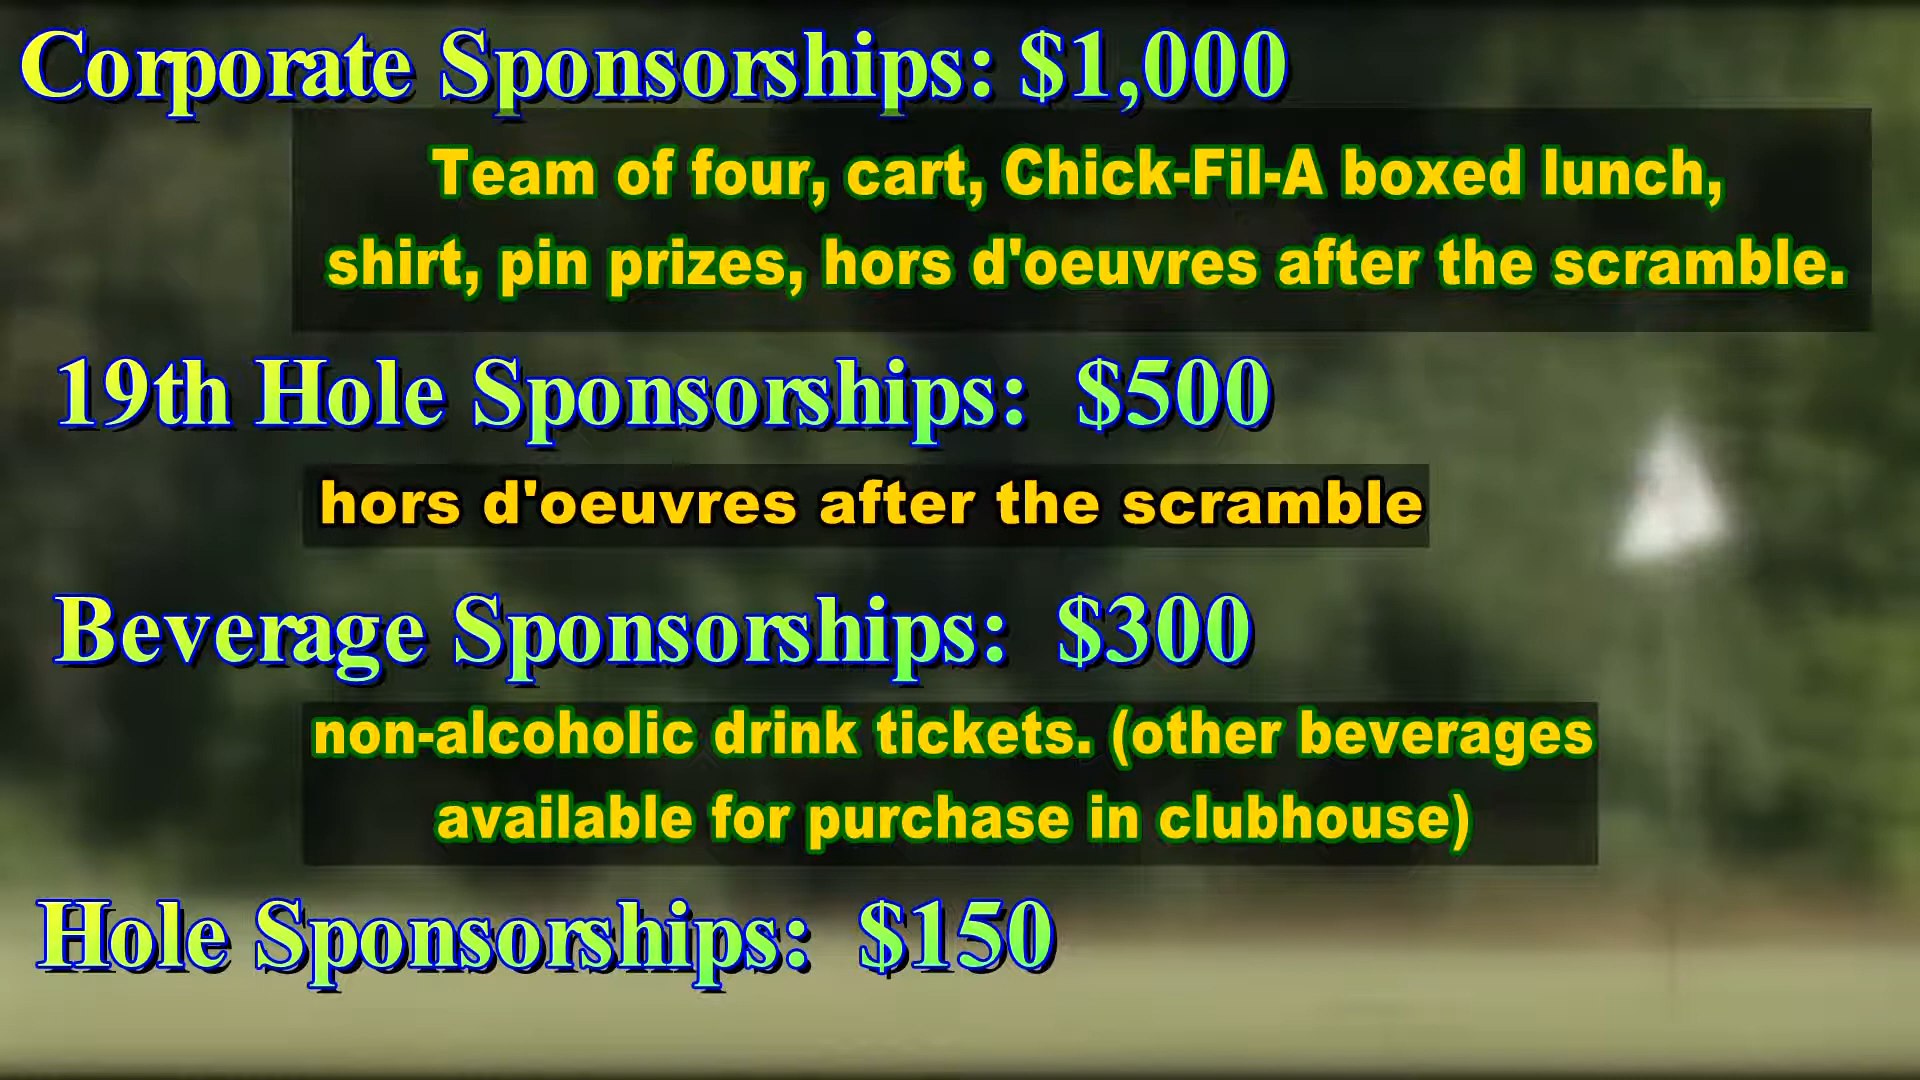 Corporate Sponsorships: $1,000
Team of four, cart, Chick-Fil-A boxed lunch,
shirt, pin prizes, hors d'oeuvres after the scramble.
19th Hole Sponsorships: $500
hors d'oeuvres after the scramble
Beverage Sponsorships: $300
non-alcoholic drink tickets. (other beverages
available for purchase in clubhouse)
Hole Sponsorships: $150